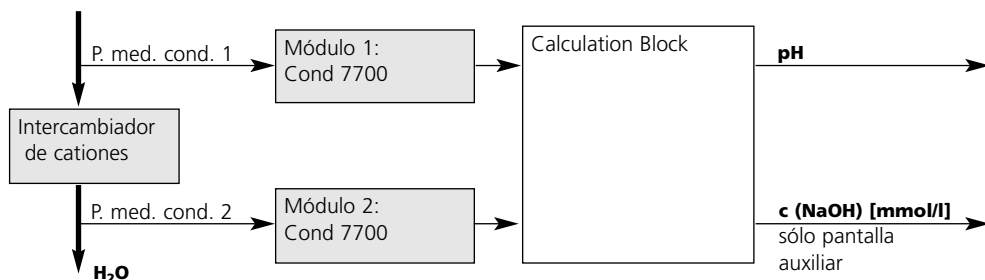 P. med. cond. 1
Módulo 1:
Cond 7700
Calculation Block
pH
Intercambiador
de cationes
P. med. cond. 2
Módulo 2:
Cond 7700
c (NaOH) [mmol/l]
sólo pantalla
auxiliar
H₂O